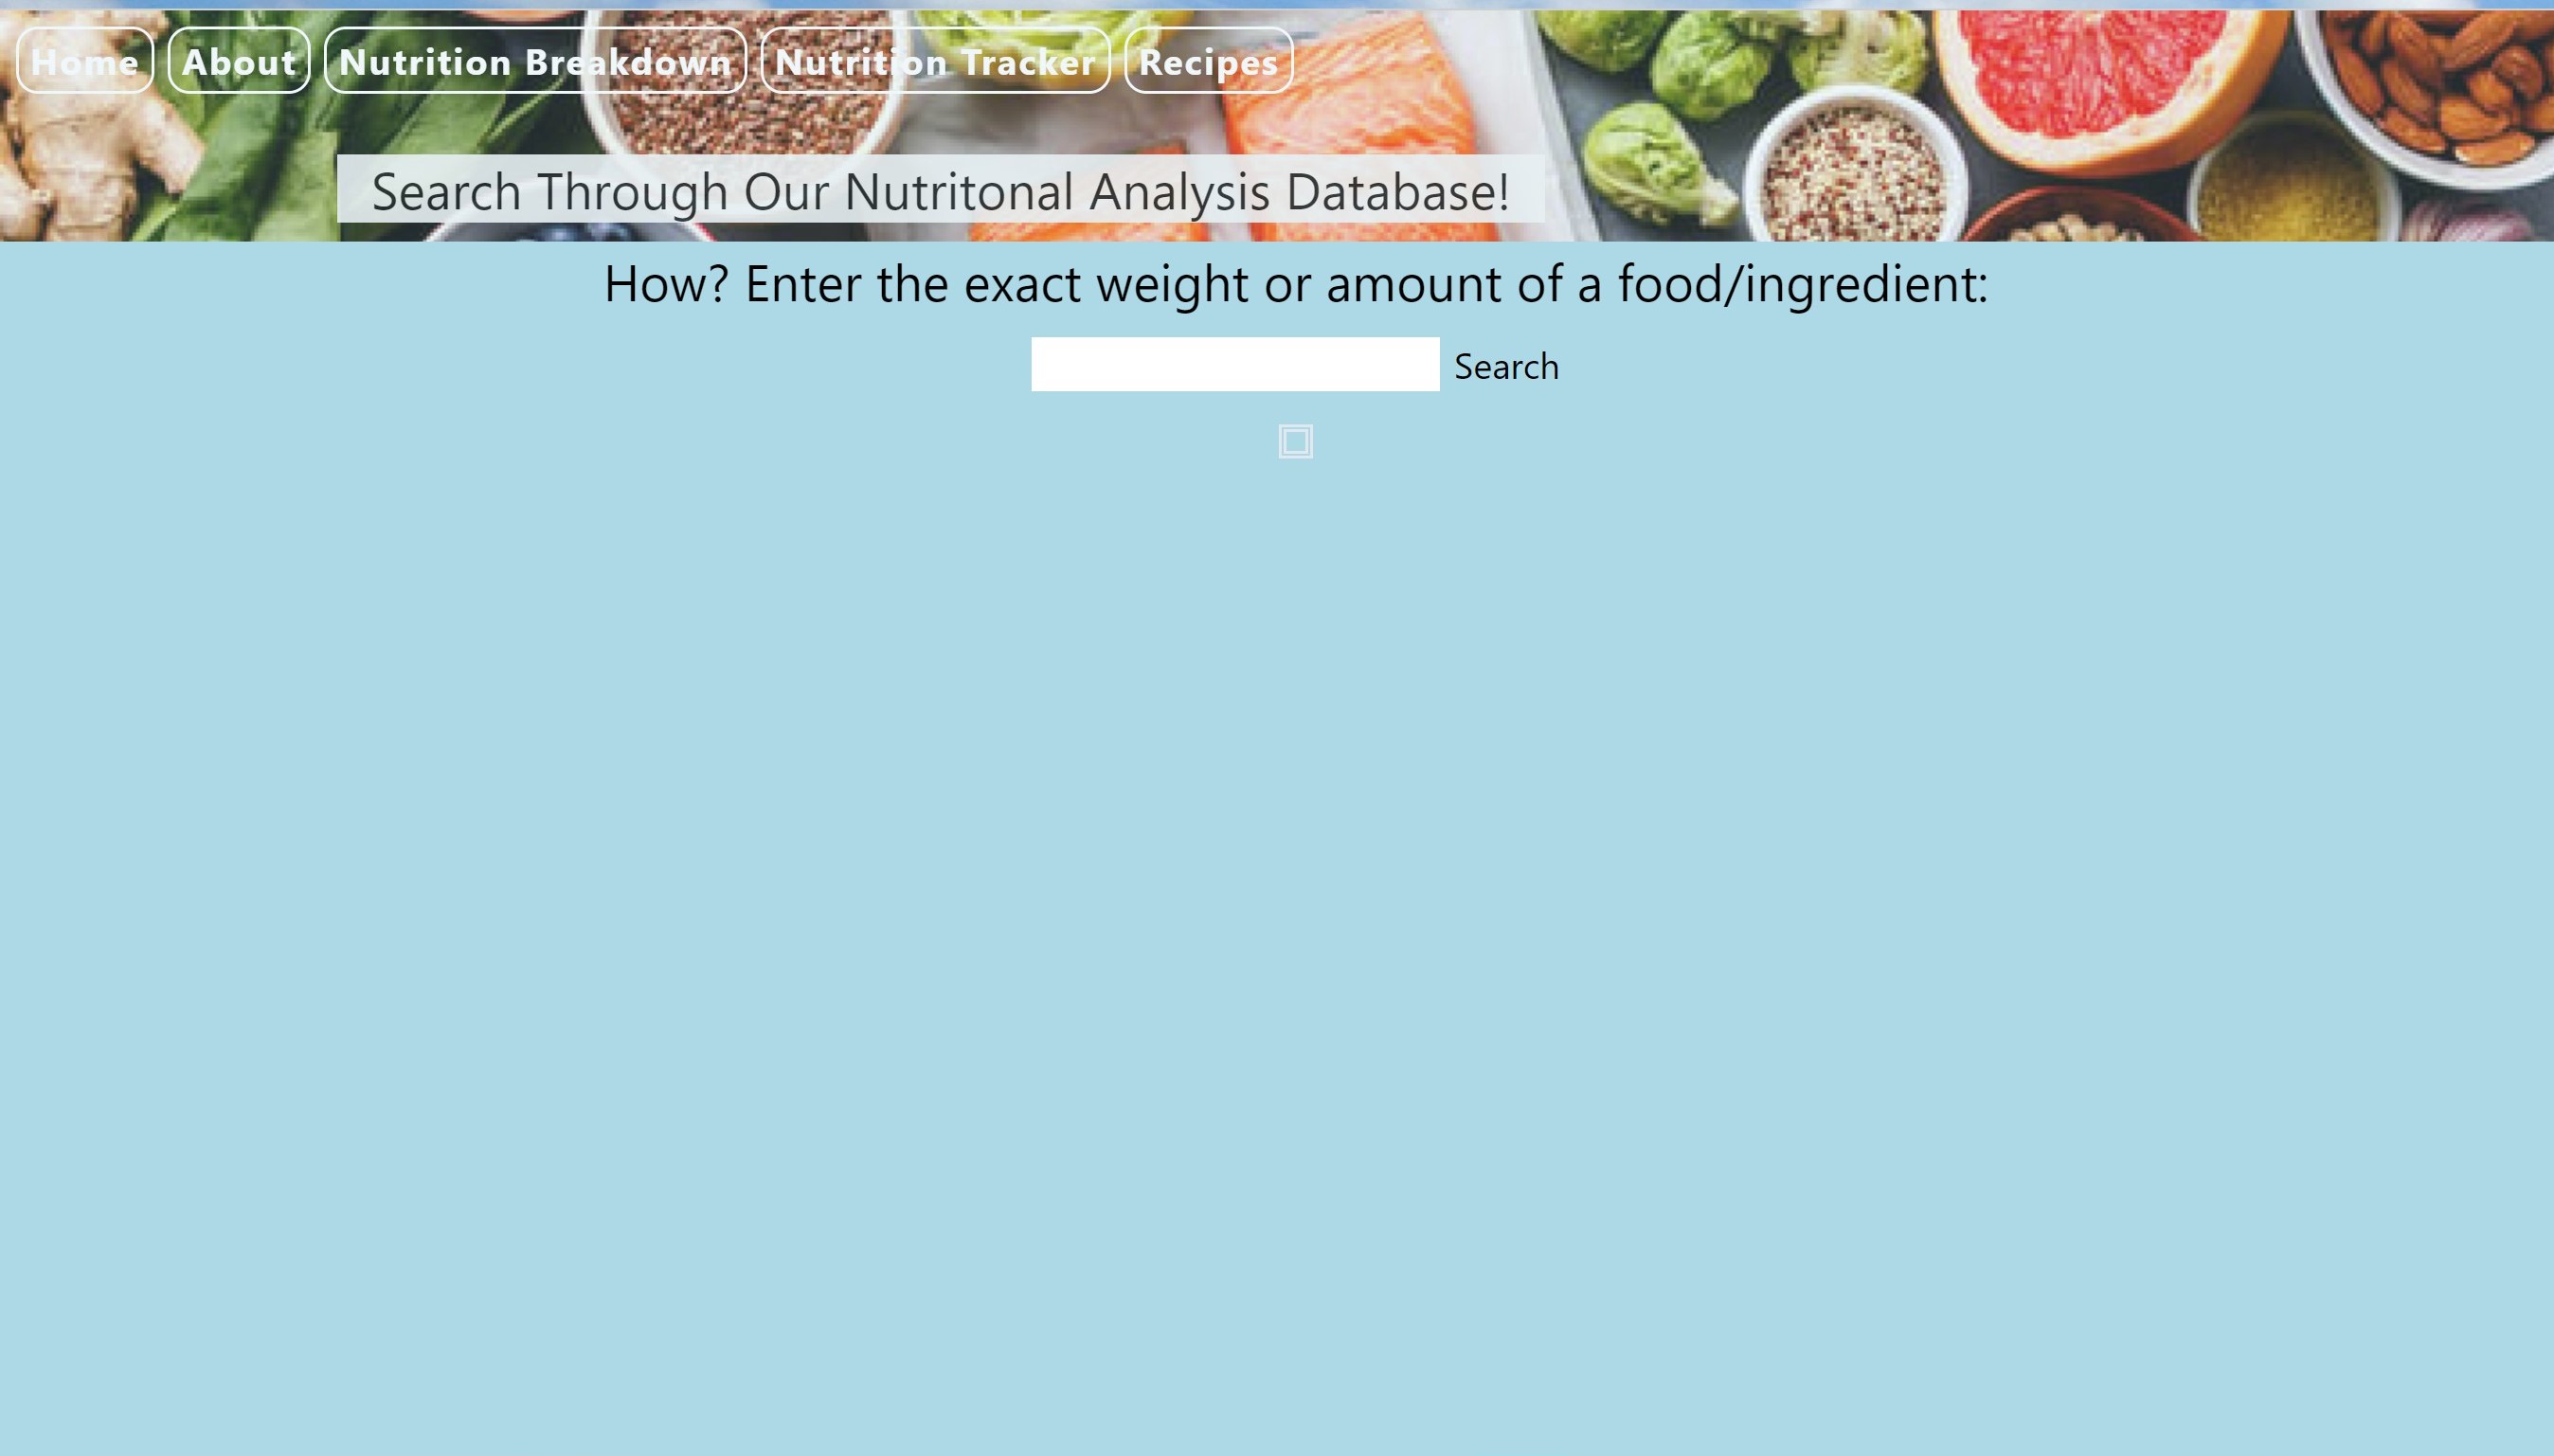 Home About Nutrition Breakdown Nutrition Tracker Recipes
Search Through Our Nutritonal Analysis Database!
How? Enter the exact weight or amount of a food/ingredient:
Search